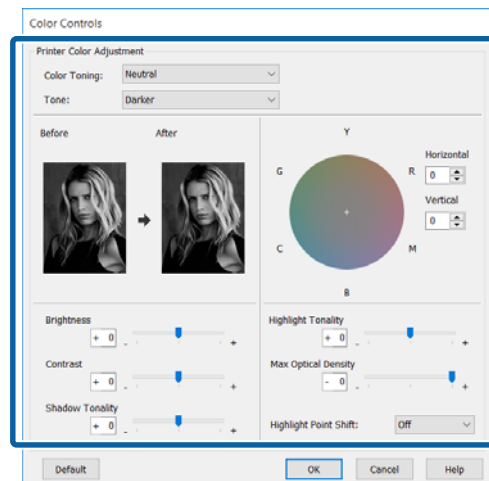 Color Controls
Printer Color Adjustment
Color Toning: Neutral
Tone: Darker
Before After
Y
G R
C M
B
Horizontal
0
Vertical
0
Brightness
+ 0 - +
Contrast
+ 0 - +
Shadow Tonality
+ 0 - +
Highlight Tonality
+ 0 - +
Max Optical Density
- 0 - +
Highlight Point Shift: Off
Default OK Cancel Help